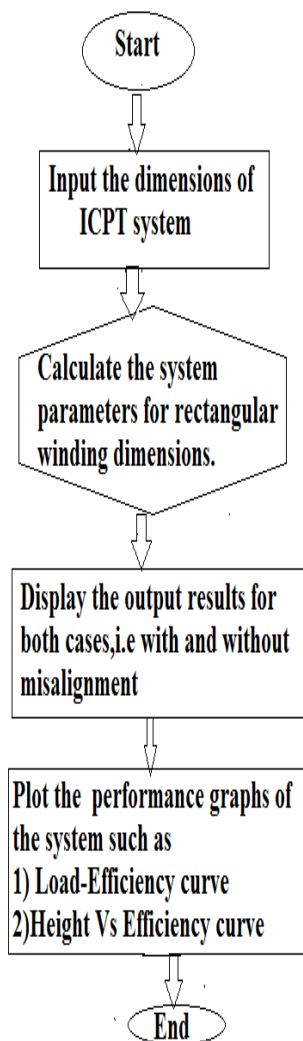 Start
Input the dimensions of
ICPT system
Calculate the system
parameters for rectangular
winding dimensions.
Display the output results for
both cases,i.e with and without
misalignment
Plot the performance graphs of
the system such as
1) Load-Efficiency curve
2)Height Vs Efficiency curve
End